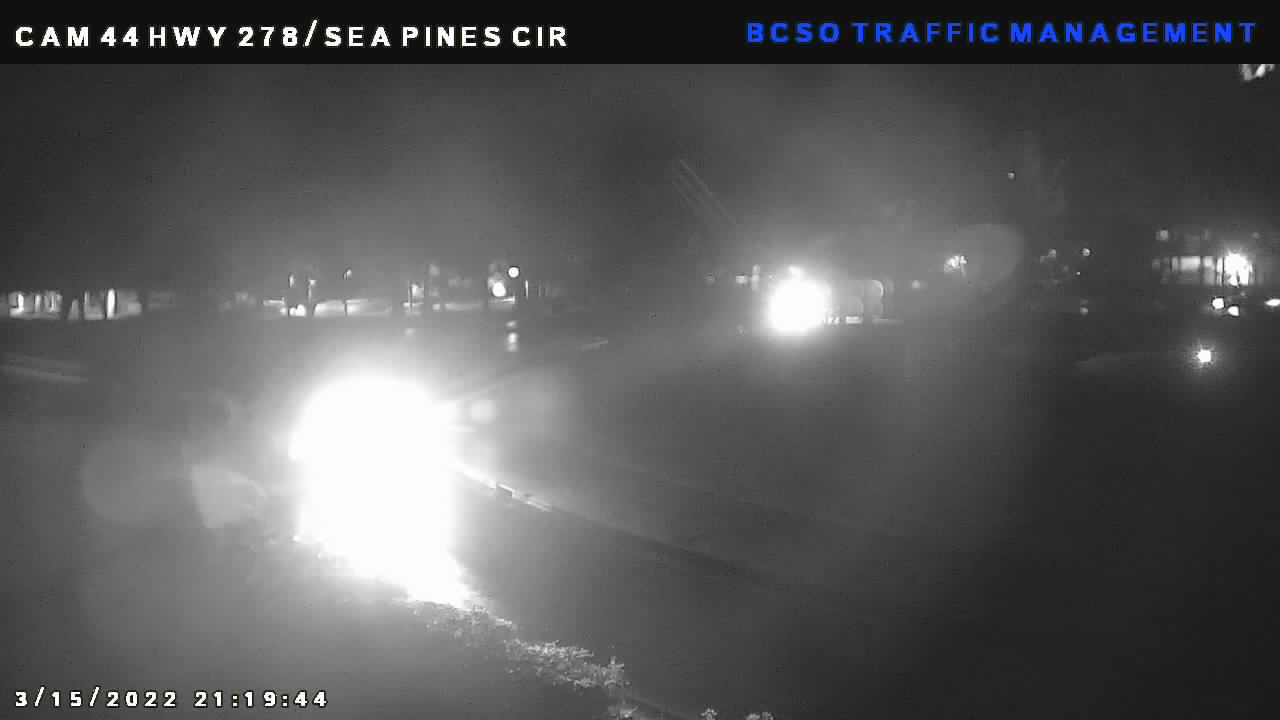 CAM 44 HWY 278/SEA PINES CIR
BCSO TRAFFIC MANAGEMENT
3/15/2022 21:19:44